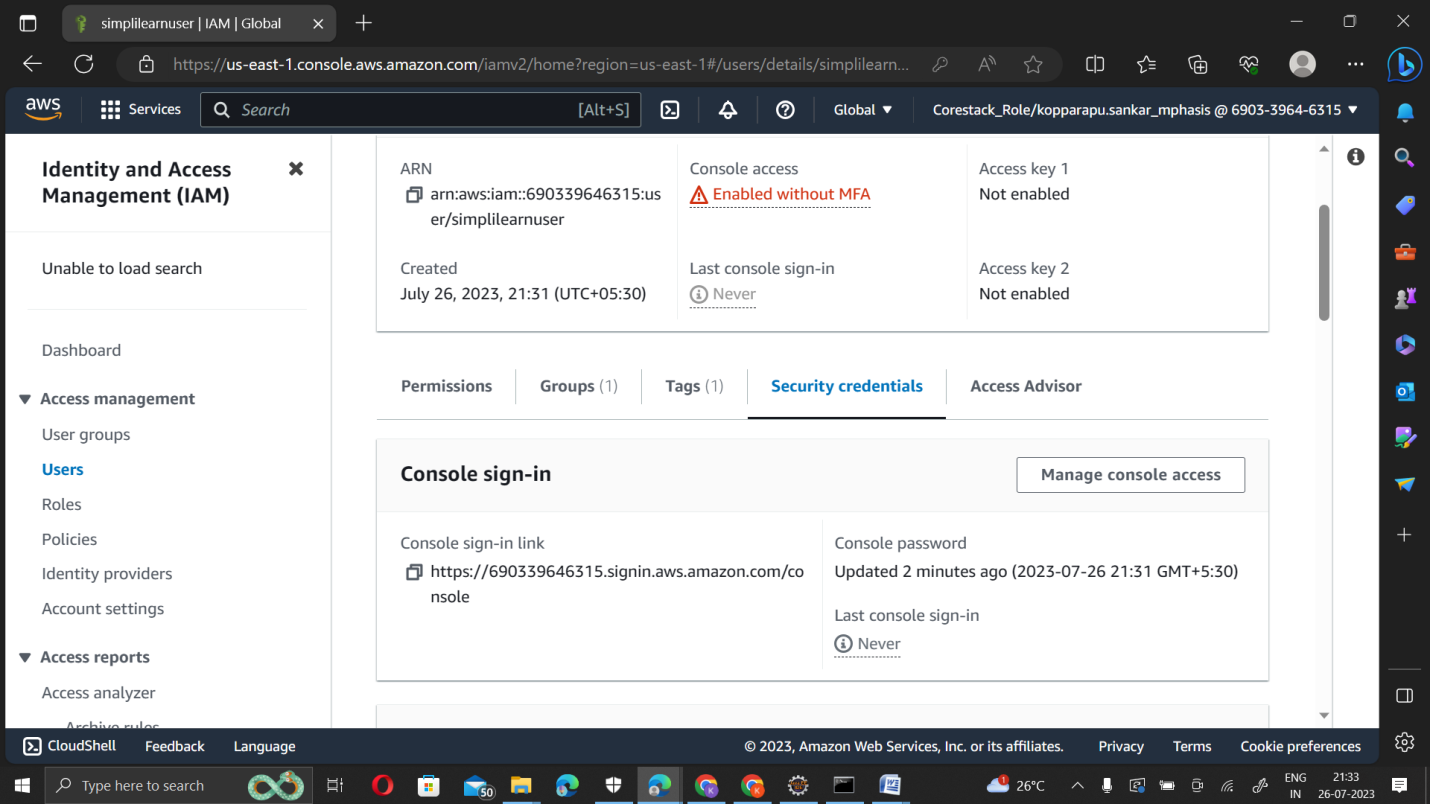 simplilearnuser | IAM | Global
https://us-east-1.console.aws.amazon.com/iamv2/home?region=us-east-1#/users/details/simplilearn...
aws
Services
Search
[Alt+S]
Global
Corestack_Role/kopparapu.sankar_mphasis @ 6903-3964-6315
Identity and Access
Management (IAM)
Unable to load search
Dashboard
Access management
User groups
Users
Roles
Policies
Identity providers
Account settings
Access reports
Access analyzer
Archive rules
ARN
arn:aws:iam::690339646315:us
er/simplilearnuser
Console access
Enabled without MFA
Access key 1
Not enabled
Created
July 26, 2023, 21:31 (UTC+05:30)
Last console sign-in
Never
Access key 2
Not enabled
Permissions
Groups (1)
Tags (1)
Security credentials
Access Advisor
Console sign-in
Manage console access
Console sign-in link
https://690339646315.signin.aws.amazon.com/co
nsole
Console password
Updated 2 minutes ago (2023-07-26 21:31 GMT+5:30)
Last console sign-in
Never
CloudShell
Feedback
Language
© 2023, Amazon Web Services, Inc. or its affiliates.
Privacy
Terms
Cookie preferences
Type here to search
50
1
26°C
ENG
IN
21:33
26-07-2023